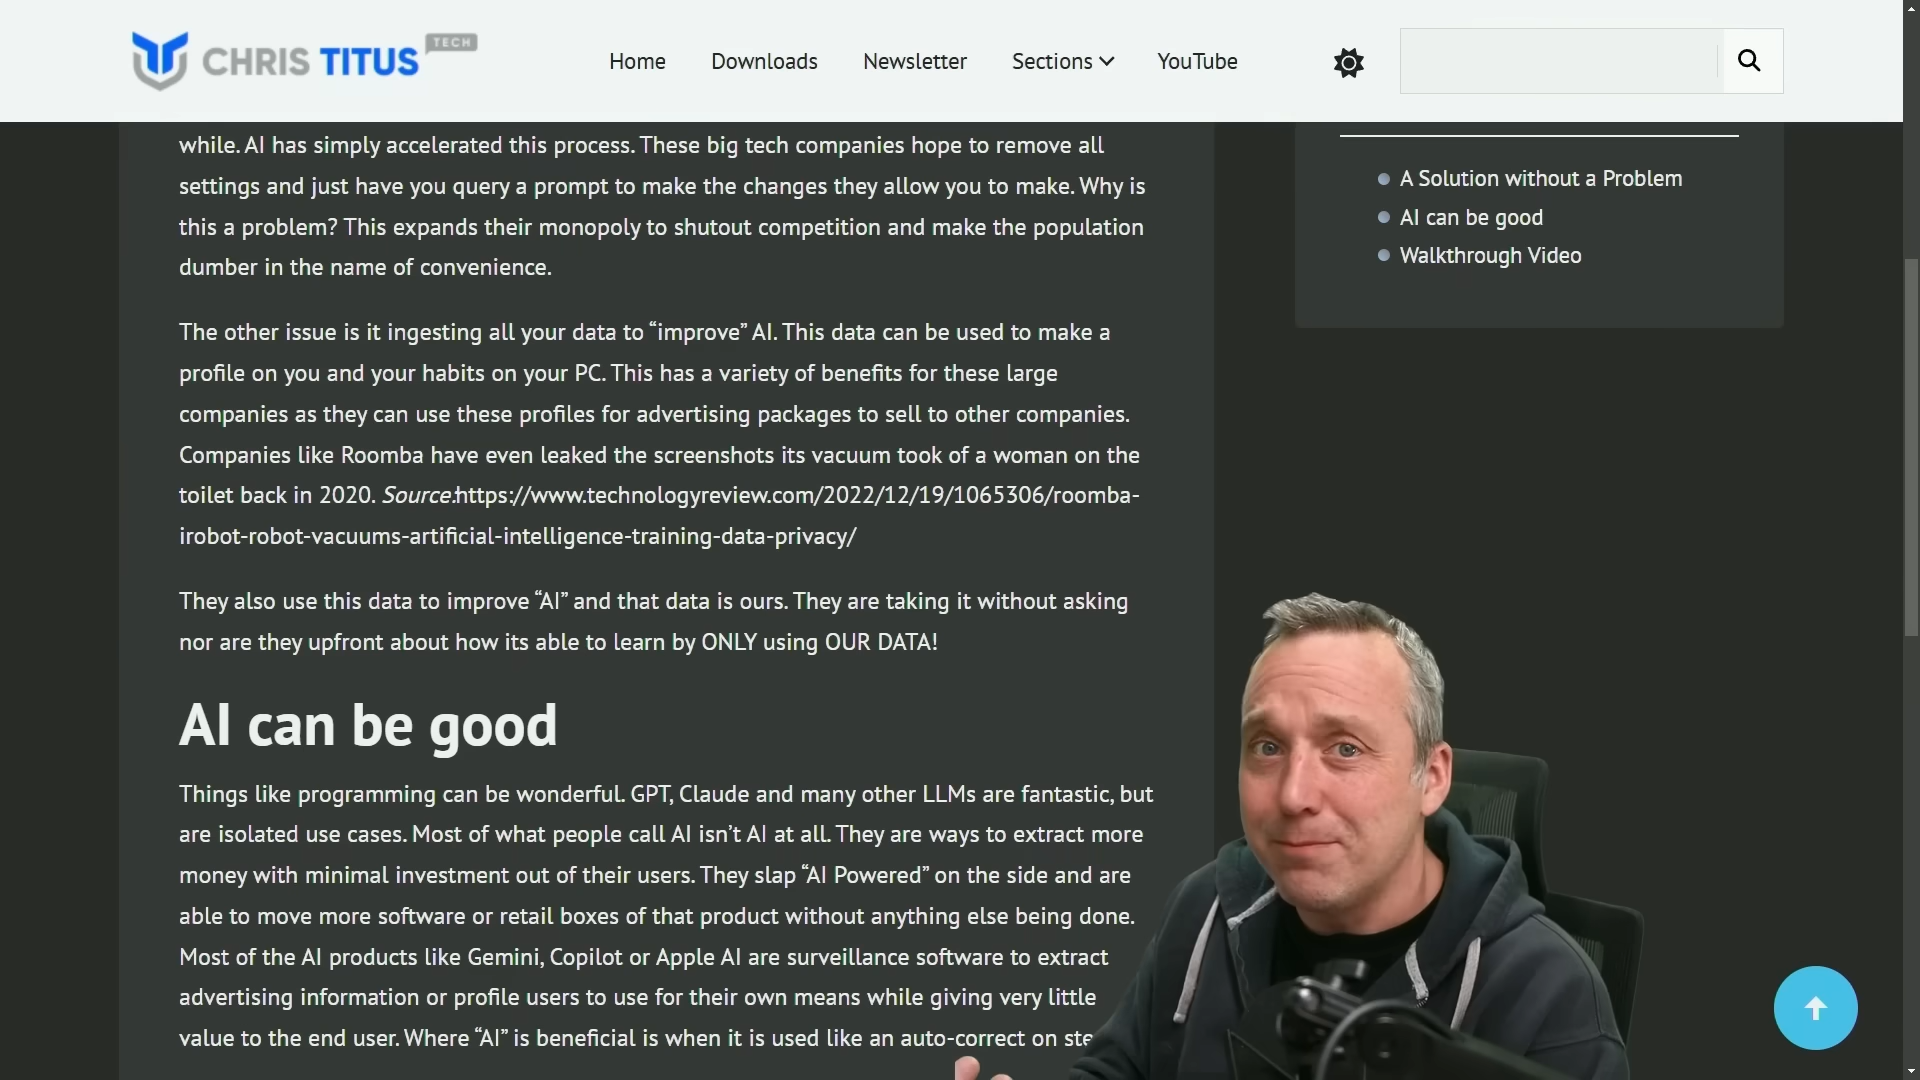 CHRIS TITUS TECH
Home Downloads Newsletter Sections YouTube
while. AI has simply accelerated this process. These big tech companies hope to remove all
settings and just have you query a prompt to make the changes they allow you to make. Why is
this a problem? This expands their monopoly to shutout competition and make the population
dumber in the name of convenience.
The other issue is it ingesting all your data to “improve” AI. This data can be used to make a
profile on you and your habits on your PC. This has a variety of benefits for these large
companies as they can use these profiles for advertising packages to sell to other companies.
Companies like Roomba have even leaked the screenshots its vacuum took of a woman on the
toilet back in 2020. Source:https://www.technologyreview.com/2022/12/19/1065306/roomba-
irobot-robot-vacuums-artificial-intelligence-training-data-privacy/
They also use this data to improve “AI” and that data is ours. They are taking it without asking
nor are they upfront about how its able to learn by ONLY using OUR DATA!
AI can be good
Things like programming can be wonderful. GPT, Claude and many other LLMs are fantastic, but
are isolated use cases. Most of what people call AI isn’t AI at all. They are ways to extract more
money with minimal investment out of their users. They slap “AI Powered” on the side and are
able to move more software or retail boxes of that product without anything else being done.
Most of the AI products like Gemini, Copilot or Apple AI are surveillance software to extract
advertising information or profile users to use for their own means while giving very little
value to the end user. Where “AI” is beneficial is when it is used like an auto-correct on
A Solution without a Problem
AI can be good
Walkthrough Video